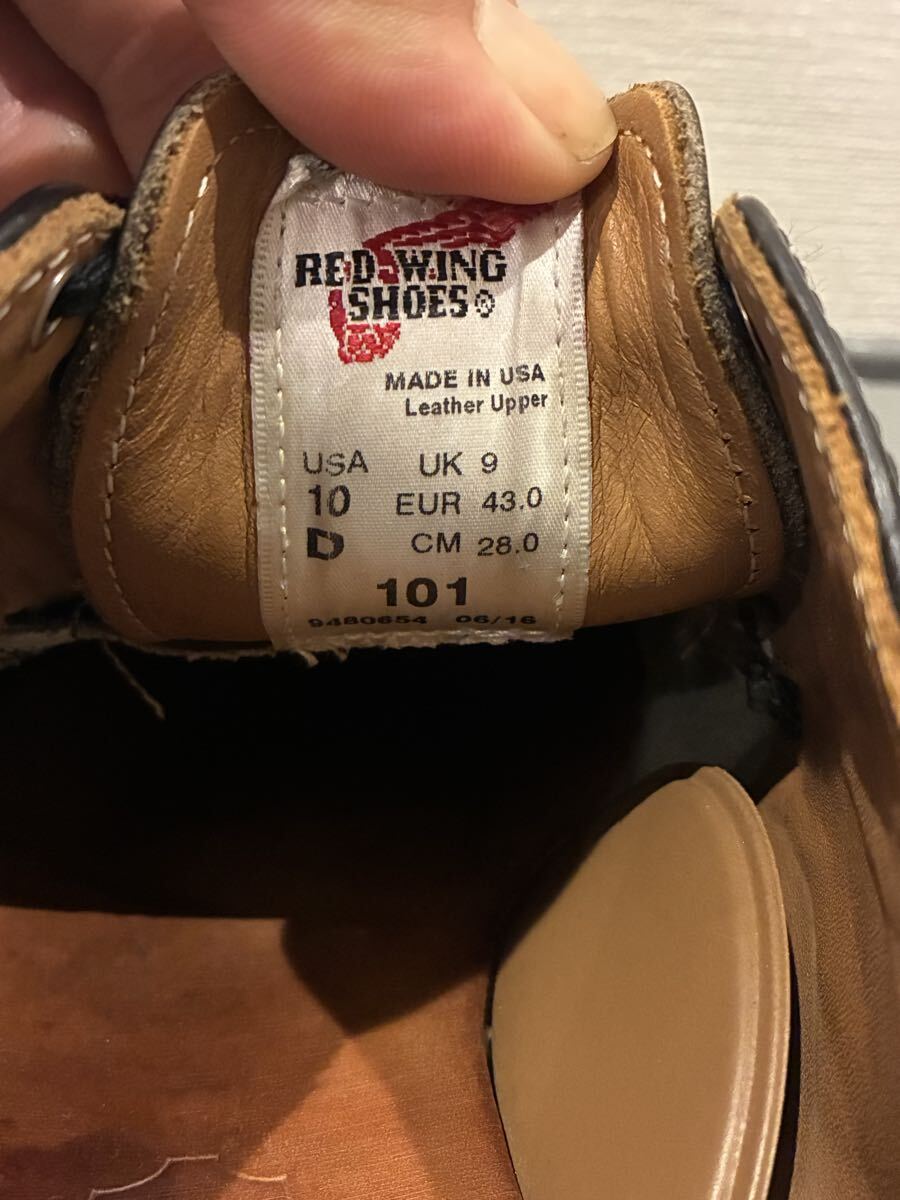 RED WING
SHOES®
MADE IN USA
Leather Upper
USA UK 9
10 EUR 43.0
D CM 28.0
101
9480654 06/16